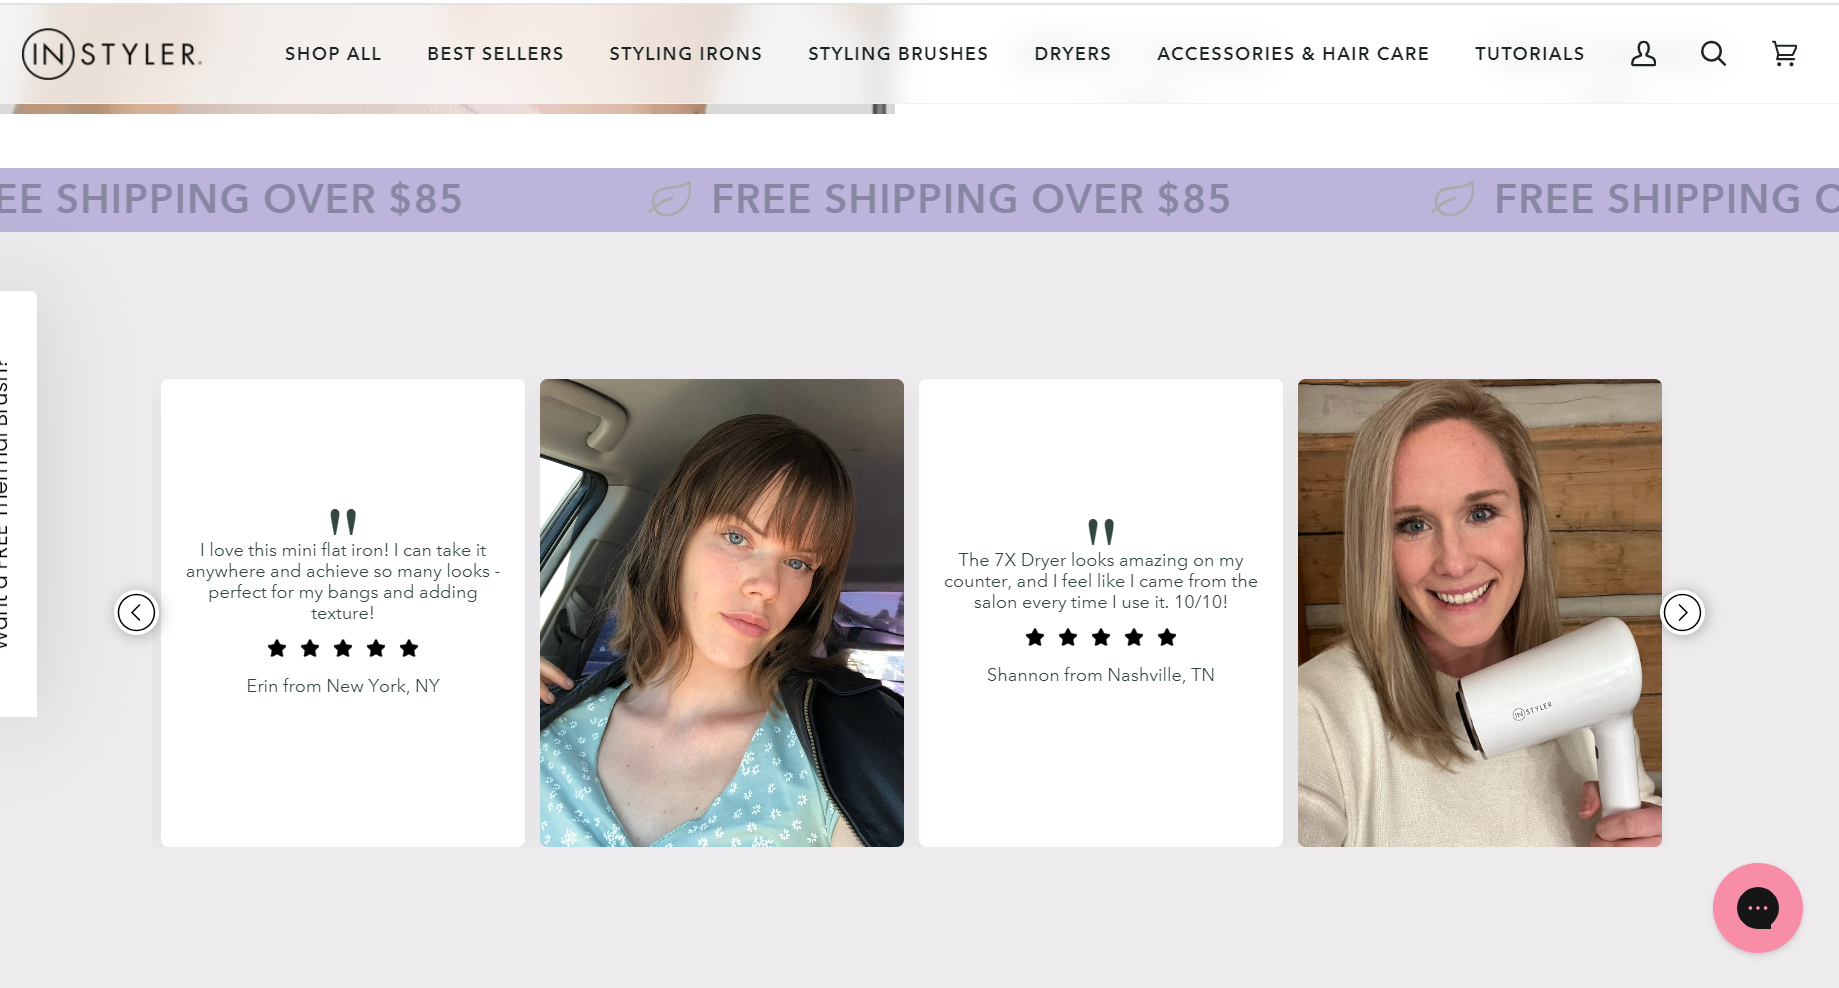 INSTYLER.
SHOP ALL
BEST SELLERS
STYLING IRONS
STYLING BRUSHES
DRYERS
ACCESSORIES & HAIR CARE
TUTORIALS
EE SHIPPING OVER $85
FREE SHIPPING OVER $85
FREE SHIPPING O
Want a FREE Thermal Brush?
"
I love this mini flat iron! I can take it
anywhere and achieve so many looks -
perfect for my bangs and adding
texture!
Erin from New York, NY
"
The 7X Dryer looks amazing on my
counter, and I feel like I came from the
salon every time I use it. 10/10!
Shannon from Nashville, TN
INSTYLER